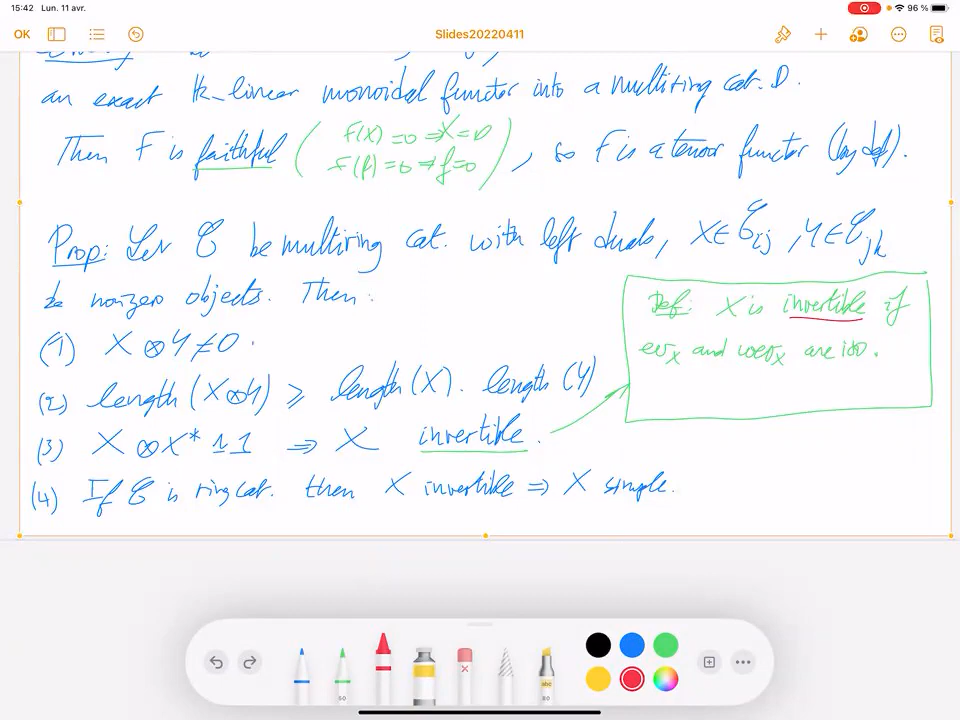 15:42 Lun. 11 avr.
96 %
OK
Slides20220411
an exact 𝕜-linear monoidal functor into a multiring cat. D.
Then F is faithful ( F(X)=0 ⇒ X=0
F(f)=0 ⇒ f=0 ) , so F is a tensor functor (by def).
Prop: Let C be multiring cat. with left duals, X ∈ C_ij , Y ∈ C_jk
be nonzero objects. Then:
Def: X is invertible if
ev_X and coev_X are iso.
(1) X ⊗ Y ≠ 0.
(2) length (X ⊗ Y) ≥ length (X). length (Y)
(3) X ⊗ X* ≃ 1 ⇒ X invertible.
(4) If C is ring cat. then X invertible ⇒ X simple.